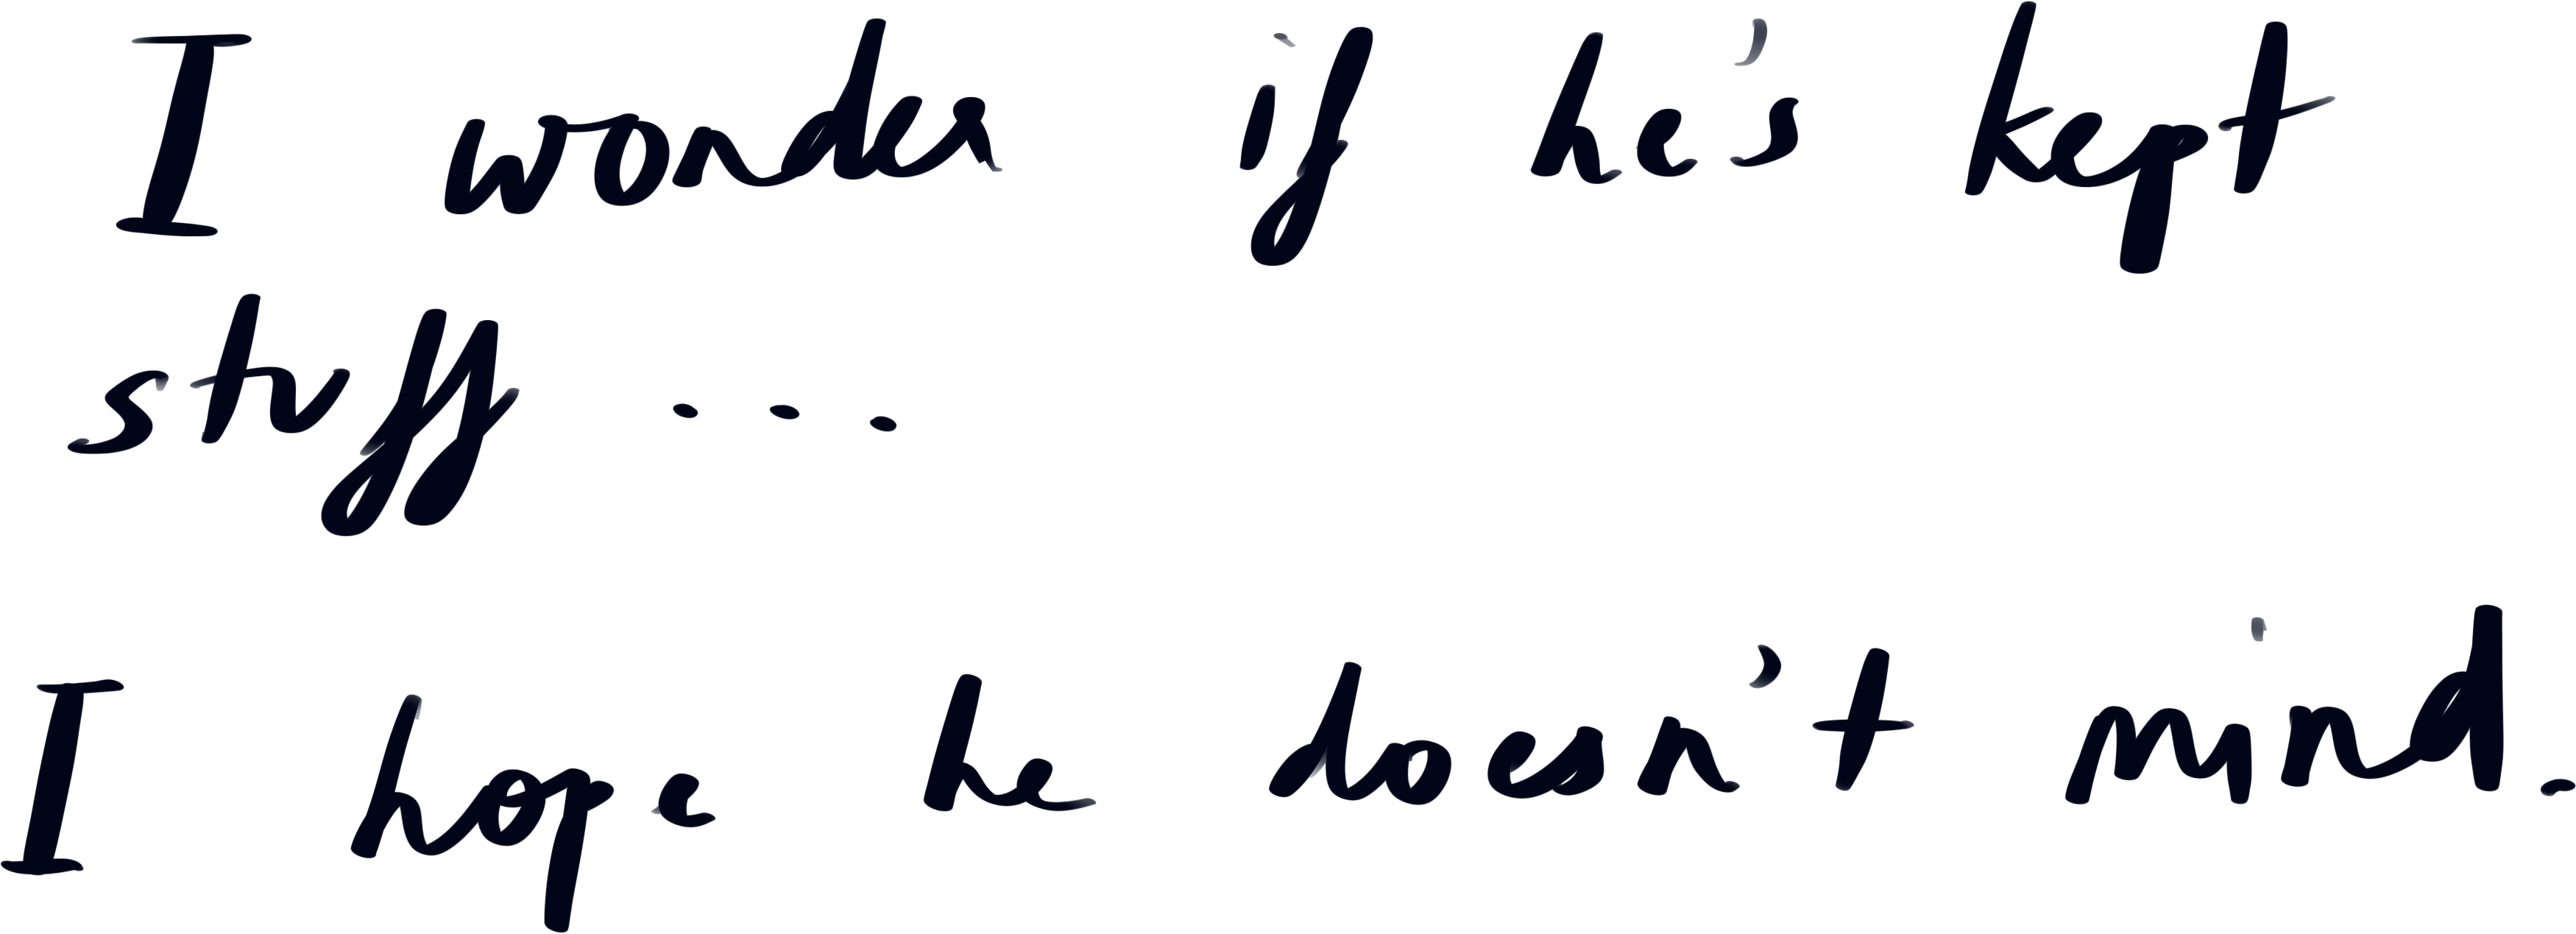 I wonder if he's kept
stuff ...
I hope he doesn't mind.